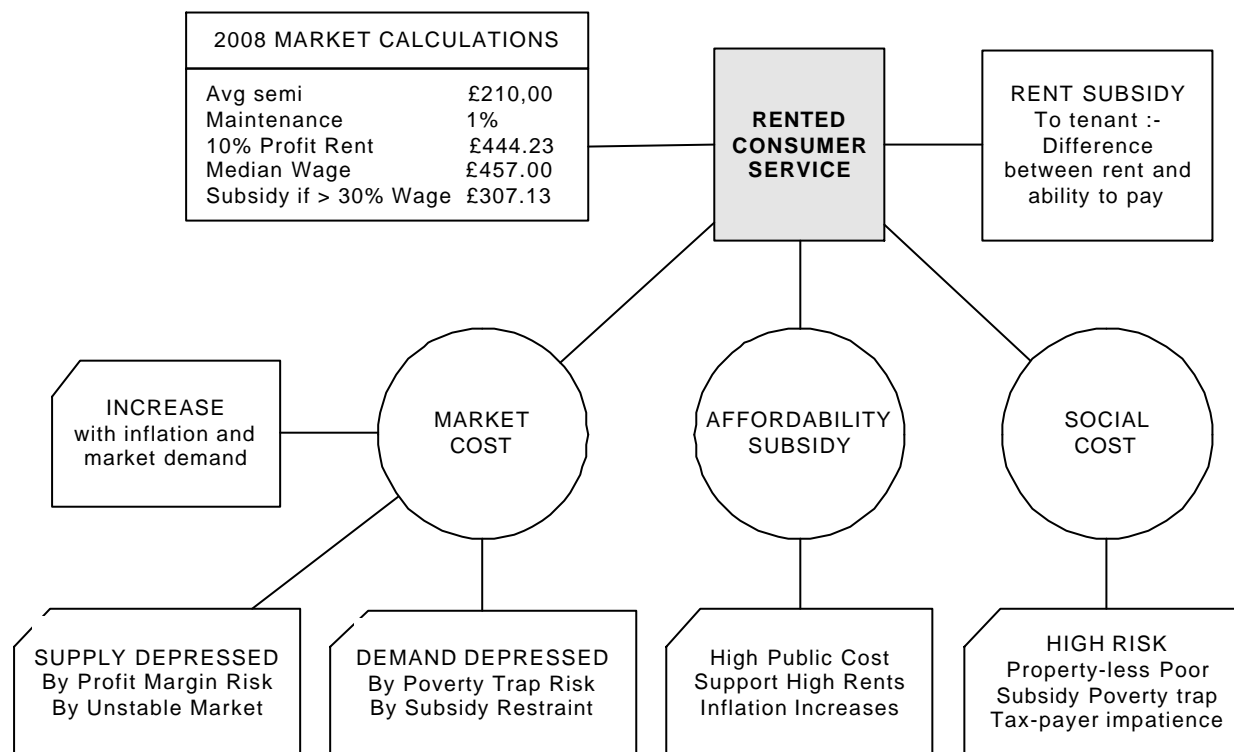 2008 MARKET CALCULATIONS
Avg semi £210,00
Maintenance 1%
10% Profit Rent £444.23
Median Wage £457.00
Subsidy if > 30% Wage £307.13
RENTED
CONSUMER
SERVICE
RENT SUBSIDY
To tenant :-
Difference
between rent and
ability to pay
INCREASE
with inflation and
market demand
MARKET
COST
AFFORDABILITY
SUBSIDY
SOCIAL
COST
SUPPLY DEPRESSED
By Profit Margin Risk
By Unstable Market
DEMAND DEPRESSED
By Poverty Trap Risk
By Subsidy Restraint
High Public Cost
Support High Rents
Inflation Increases
HIGH RISK
Property-less Poor
Subsidy Poverty trap
Tax-payer impatience